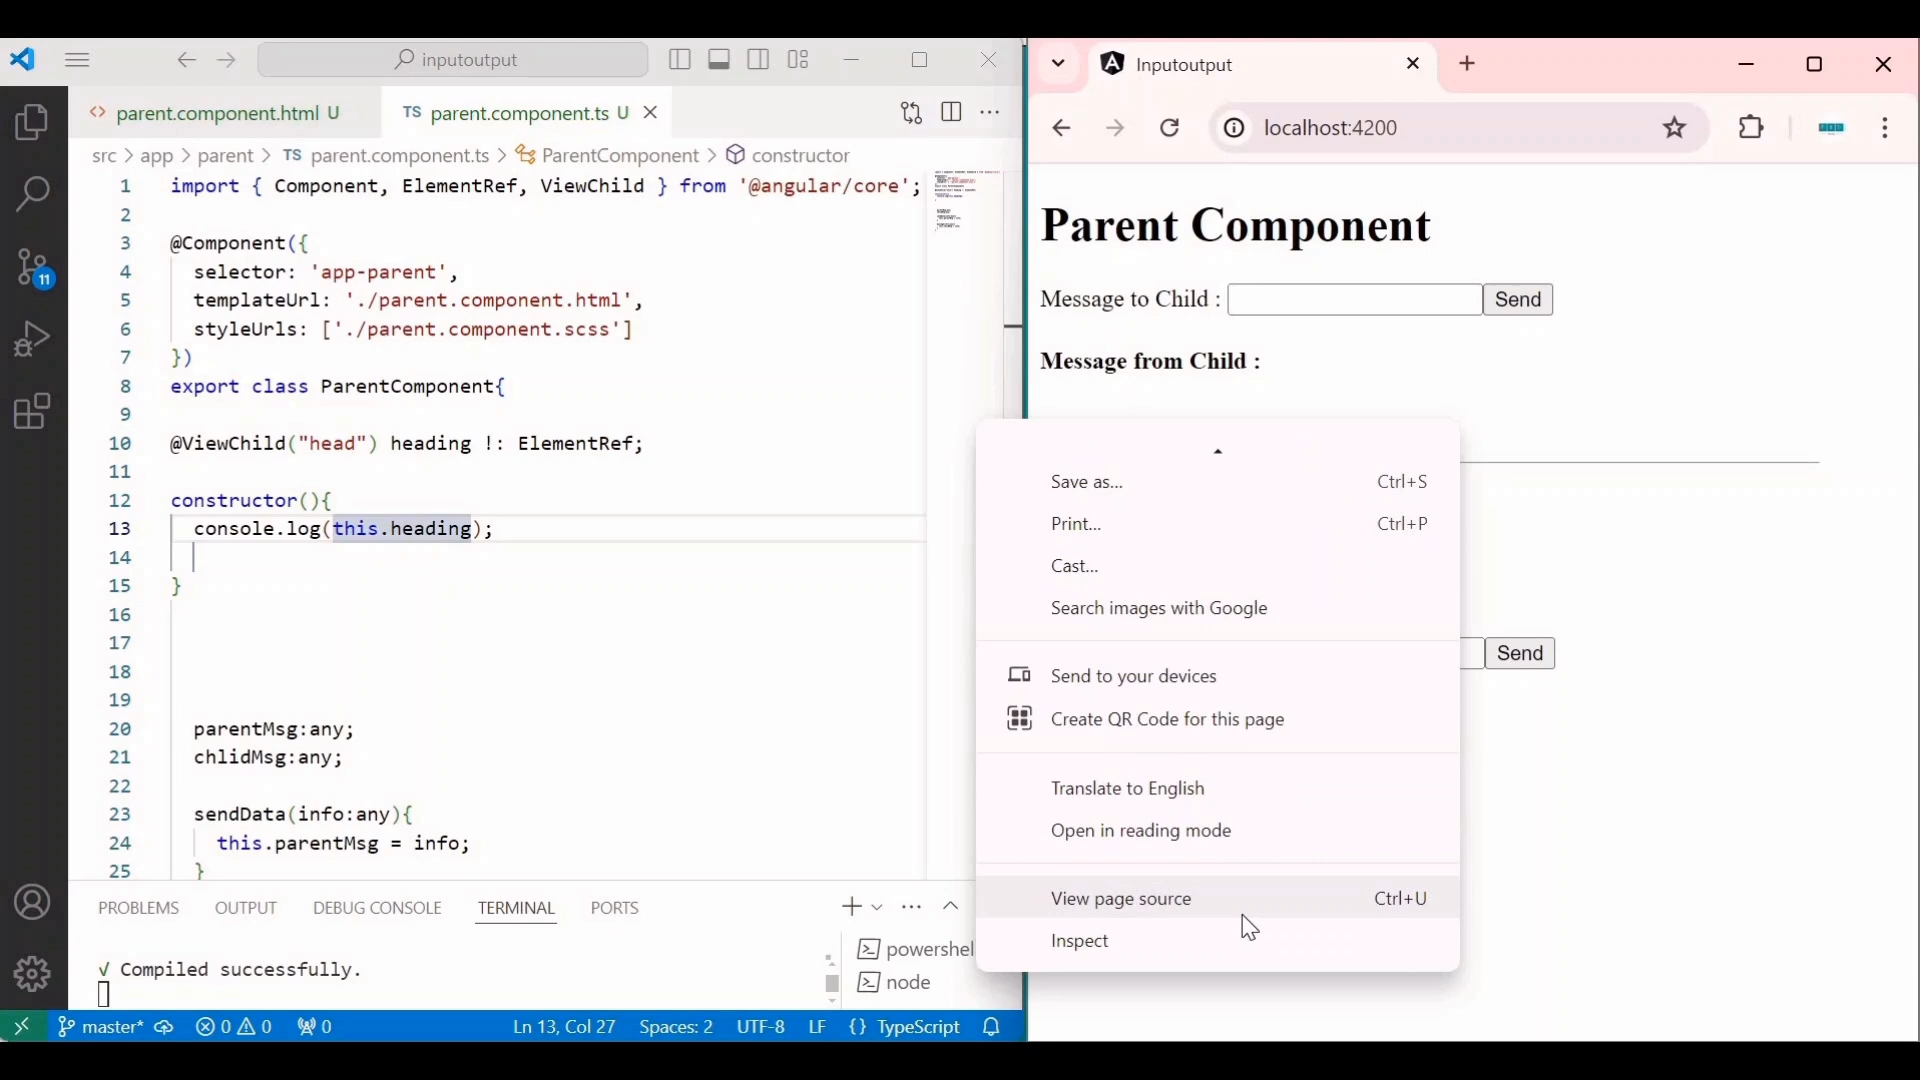 inputoutput
parent.component.html U
TS parent.component.ts U
src > app > parent > TS parent.component.ts > ParentComponent > constructor
1 import { Component, ElementRef, ViewChild } from '@angular/core';
2
3 @Component({
4 selector: 'app-parent',
5 templateUrl: './parent.component.html',
6 styleUrls: ['./parent.component.scss']
7 })
8 export class ParentComponent{
9
10 @ViewChild("head") heading !: ElementRef;
11
12 constructor(){
13 console.log(this.heading);
14
15 }
16
17
18
19
20 parentMsg:any;
21 chlidMsg:any;
22
23 sendData(info:any){
24 this.parentMsg = info;
25 }
11
PROBLEMS OUTPUT DEBUG CONSOLE TERMINAL PORTS
√ Compiled successfully.
powershel
node
master* 0 0 0 Ln 13, Col 27 Spaces: 2 UTF-8 LF {} TypeScript
Inputoutput
localhost:4200
Parent Component
Message to Child : Send
Message from Child :
Send
Save as... Ctrl+S
Print... Ctrl+P
Cast...
Search images with Google
Send to your devices
Create QR Code for this page
Translate to English
Open in reading mode
View page source Ctrl+U
Inspect